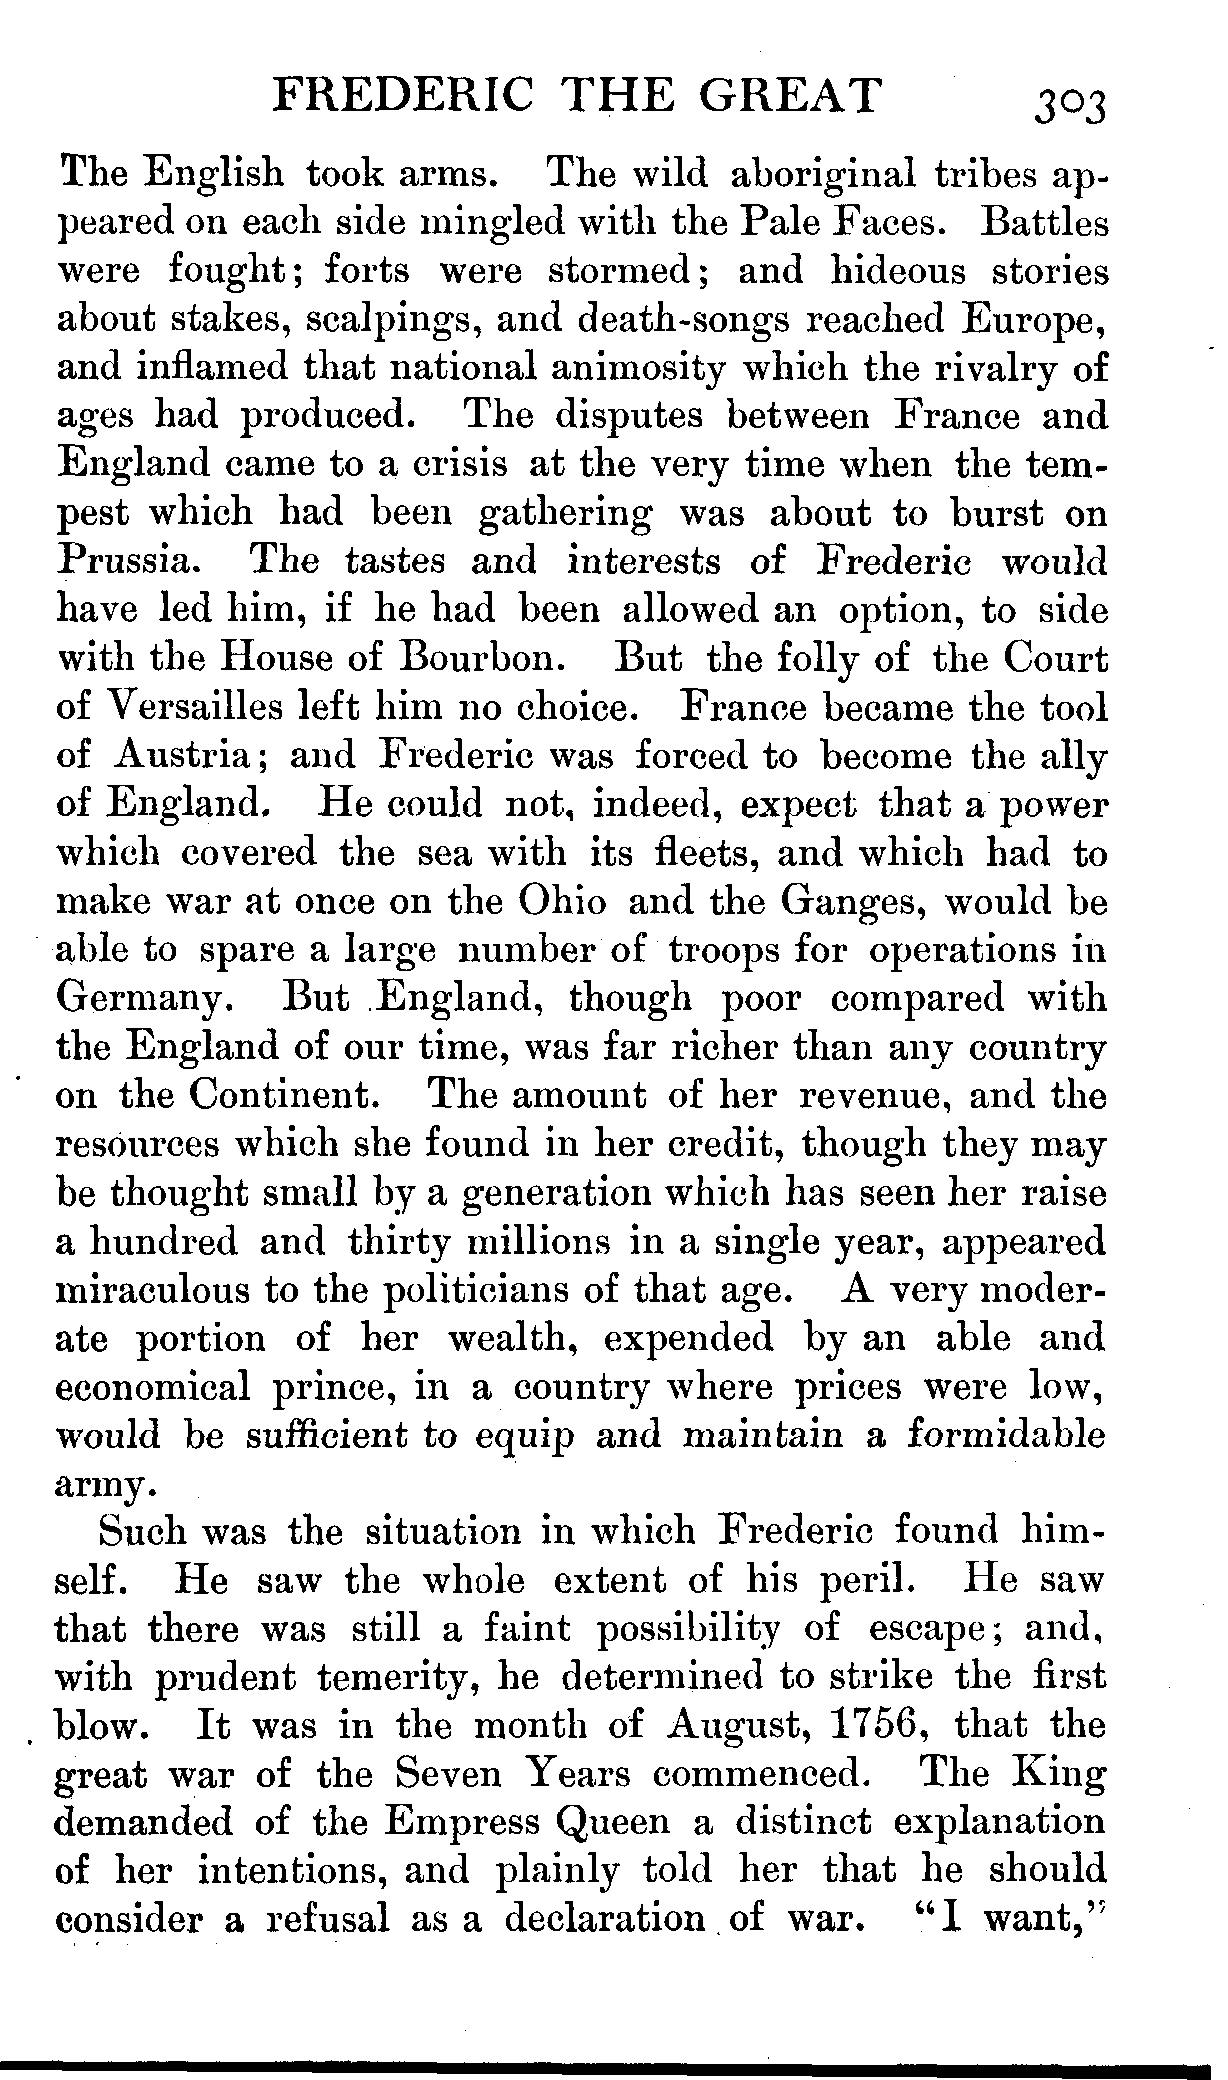 FREDERIC THE GREAT 303
The English took arms. The wild aboriginal tribes ap-
peared on each side mingled with the Pale Faces. Battles
were fought; forts were stormed; and hideous stories
about stakes, scalpings, and death-songs reached Europe,
and inflamed that national animosity which the rivalry of
ages had produced. The disputes between France and
England came to a crisis at the very time when the tem-
pest which had been gathering was about to burst on
Prussia. The tastes and interests of Frederic would
have led him, if he had been allowed an option, to side
with the House of Bourbon. But the folly of the Court
of Versailles left him no choice. France became the tool
of Austria; and Frederic was forced to become the ally
of England. He could not, indeed, expect that a power
which covered the sea with its fleets, and which had to
make war at once on the Ohio and the Ganges, would be
able to spare a large number of troops for operations in
Germany. But England, though poor compared with
the England of our time, was far richer than any country
on the Continent. The amount of her revenue, and the
resources which she found in her credit, though they may
be thought small by a generation which has seen her raise
a hundred and thirty millions in a single year, appeared
miraculous to the politicians of that age. A very moder-
ate portion of her wealth, expended by an able and
economical prince, in a country where prices were low,
would be sufficient to equip and maintain a formidable
army.
Such was the situation in which Frederic found him-
self. He saw the whole extent of his peril. He saw
that there was still a faint possibility of escape; and,
with prudent temerity, he determined to strike the first
blow. It was in the month of August, 1756, that the
great war of the Seven Years commenced. The King
demanded of the Empress Queen a distinct explanation
of her intentions, and plainly told her that he should
consider a refusal as a declaration of war. "I want,"